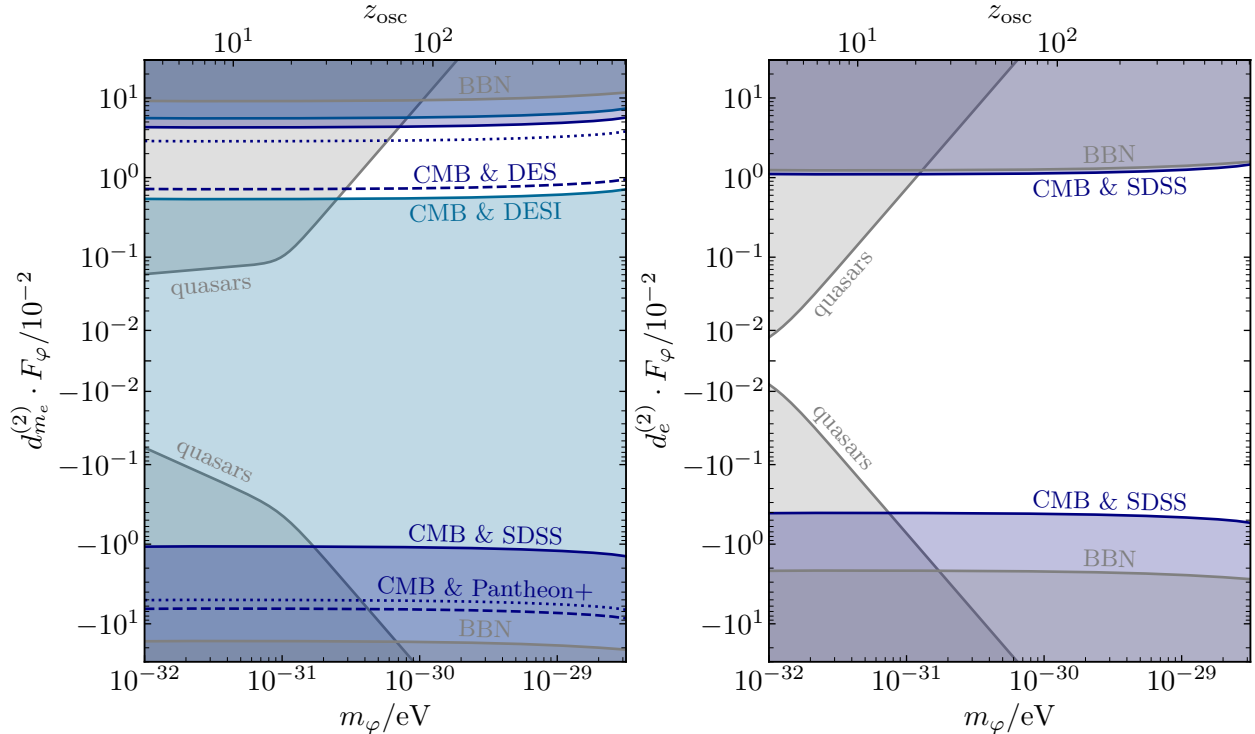 z_osc
10^1 10^2
BBN
CMB & DES
CMB & DESI
quasars
quasars
CMB & SDSS
CMB & Pantheon+
BBN
10^1
10^0
10^−1
10^−2
−10^−2
−10^−1
−10^0
−10^1
d_{m_e}^{(2)} · F_φ/10^−2
10^−32 10^−31 10^−30 10^−29
m_φ/eV
z_osc
10^1 10^2
BBN
CMB & SDSS
quasars
quasars
CMB & SDSS
BBN
10^1
10^0
10^−1
10^−2
−10^−2
−10^−1
−10^0
−10^1
d_e^{(2)} · F_φ/10^−2
10^−32 10^−31 10^−30 10^−29
m_φ/eV